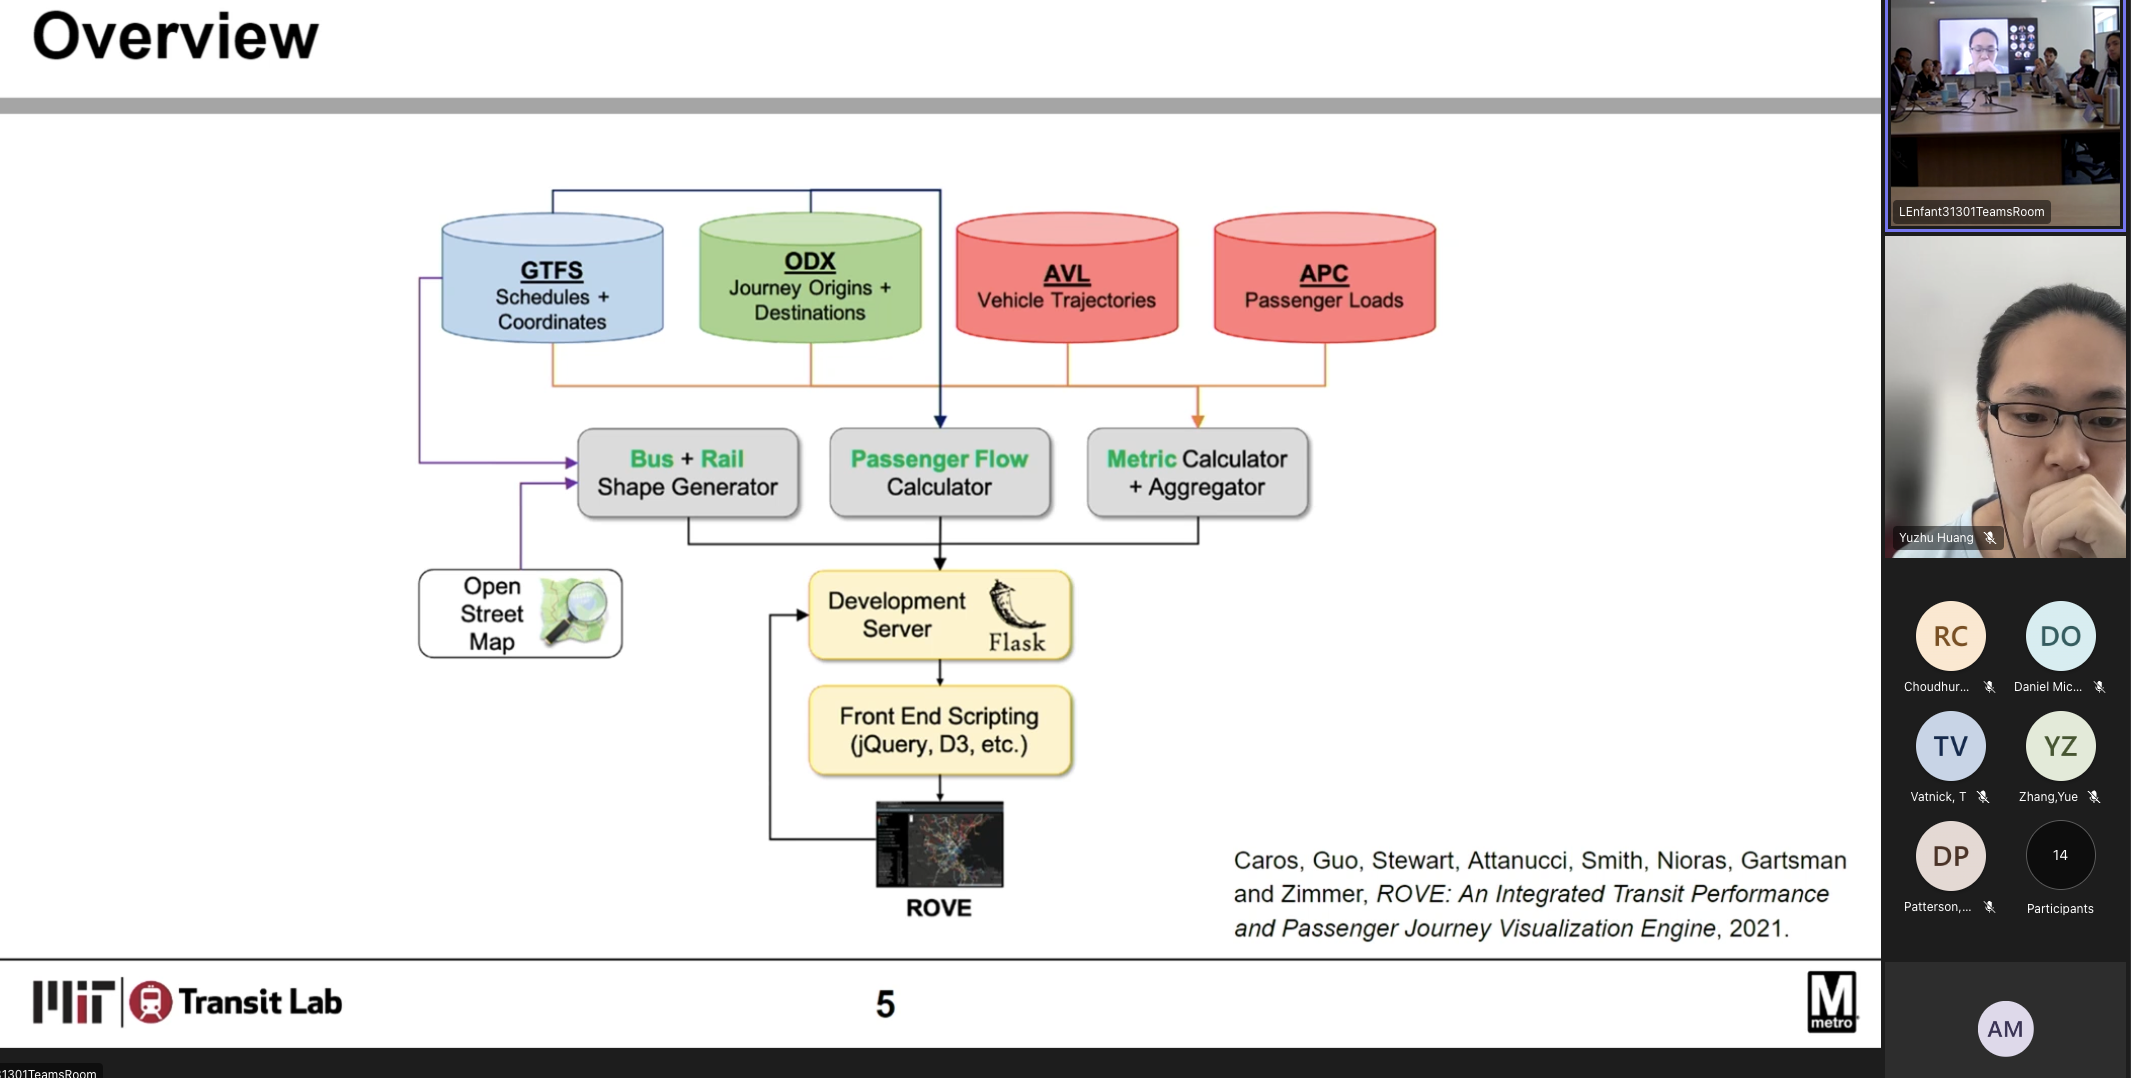 Overview
GTFS
Schedules +
Coordinates
ODX
Journey Origins +
Destinations
AVL
Vehicle Trajectories
APC
Passenger Loads
Bus + Rail
Shape Generator
Passenger Flow
Calculator
Metric Calculator
+ Aggregator
Open
Street
Map
Development
Server
Flask
Front End Scripting
(jQuery, D3, etc.)
ROVE
Caros, Guo, Stewart, Attanucci, Smith, Nioras, Gartsman
and Zimmer, ROVE: An Integrated Transit Performance
and Passenger Journey Visualization Engine, 2021.
MIT Transit Lab
5
M
metro
31301TeamsRoom
LEnfant31301TeamsRoom
Yuzhu Huang
RC
Choudhur...
DO
Daniel Mic...
TV
Vatnick, T
YZ
Zhang,Yue
DP
Patterson,...
14
Participants
AM